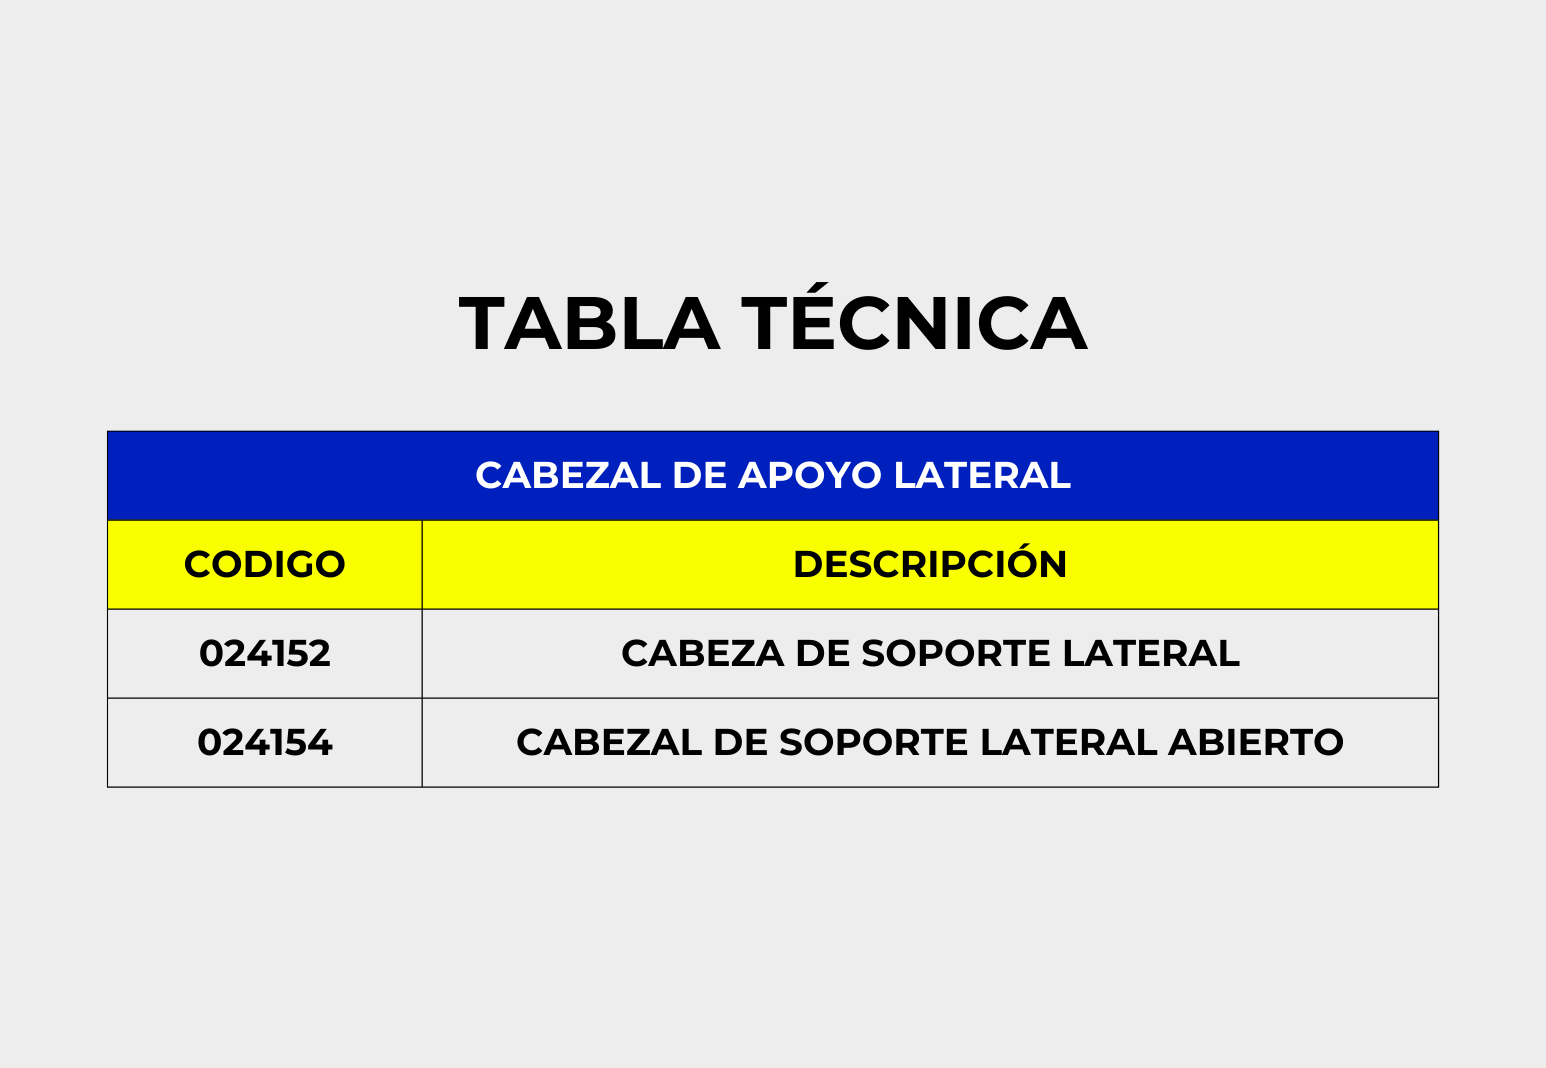 TABLA TÉCNICA
CABEZAL DE APOYO LATERAL
CODIGO DESCRIPCIÓN
024152 CABEZA DE SOPORTE LATERAL
024154 CABEZAL DE SOPORTE LATERAL ABIERTO